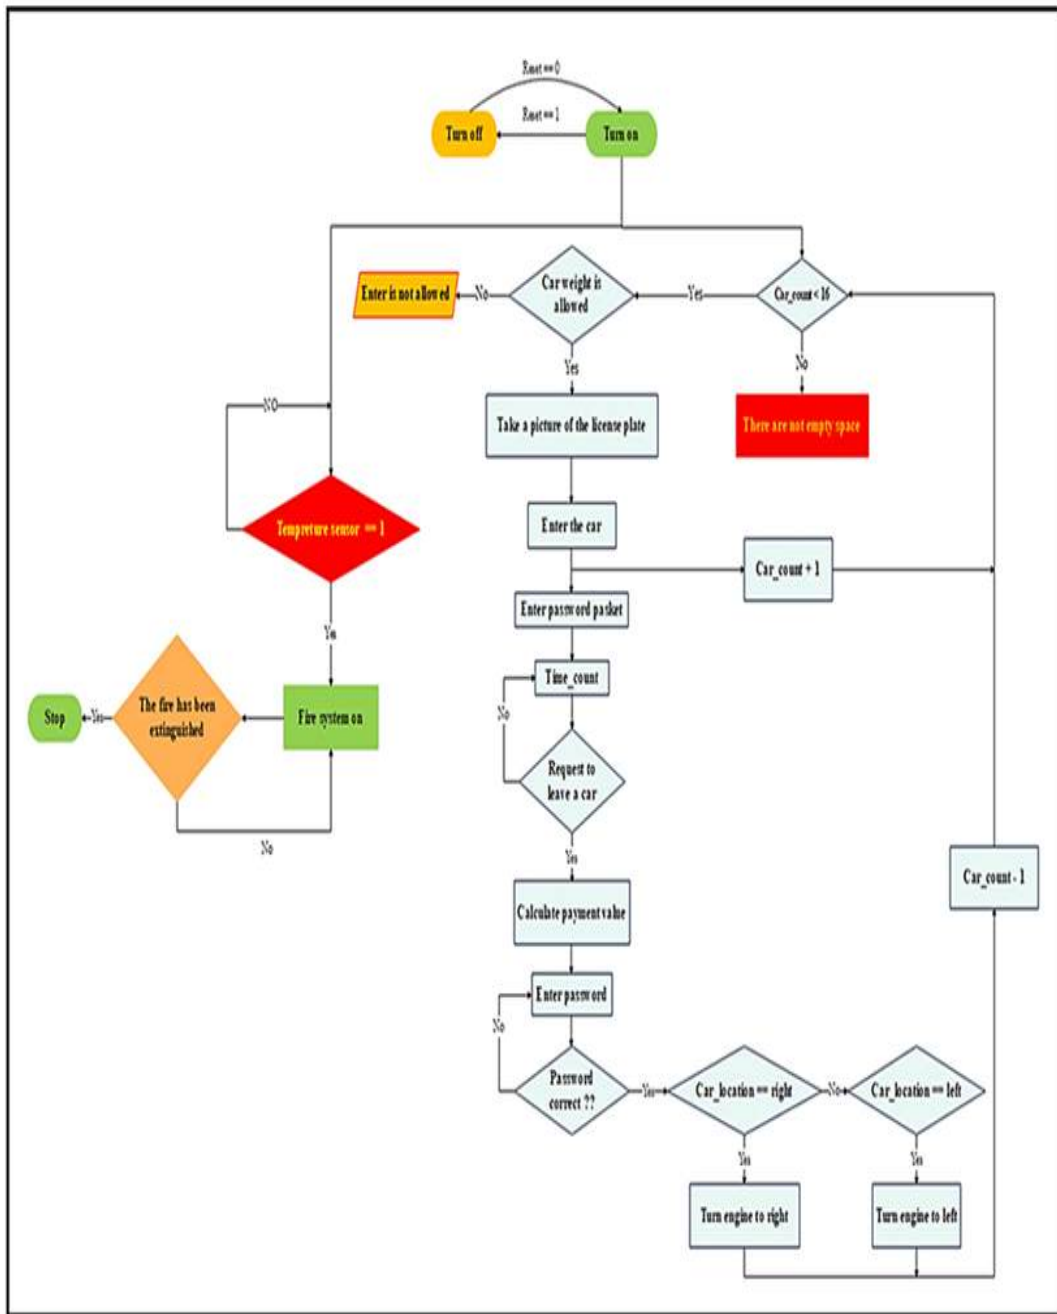 Reset == 0
Reset == 1
Turn off
Turn on
Enter is not allowed
No
Car weight is
allowed
Yes
Car_count < 16
Yes
No
NO
Take a picture of the license plate
There are not empty space
Enter the car
Tempreture sensor == 1
Car_count + 1
Enter password pasket
Yes
Time_count
The fire has been
extinguished
Stop
Yes
Fire system on
No
Request to
leave a car
No
Yes
Car_count - 1
Calculate payment value
Enter password
No
Password
correct ??
Yes
Car_location == right
No
Car_location == left
Yes
Yes
Turn engine to right
Turn engine to left